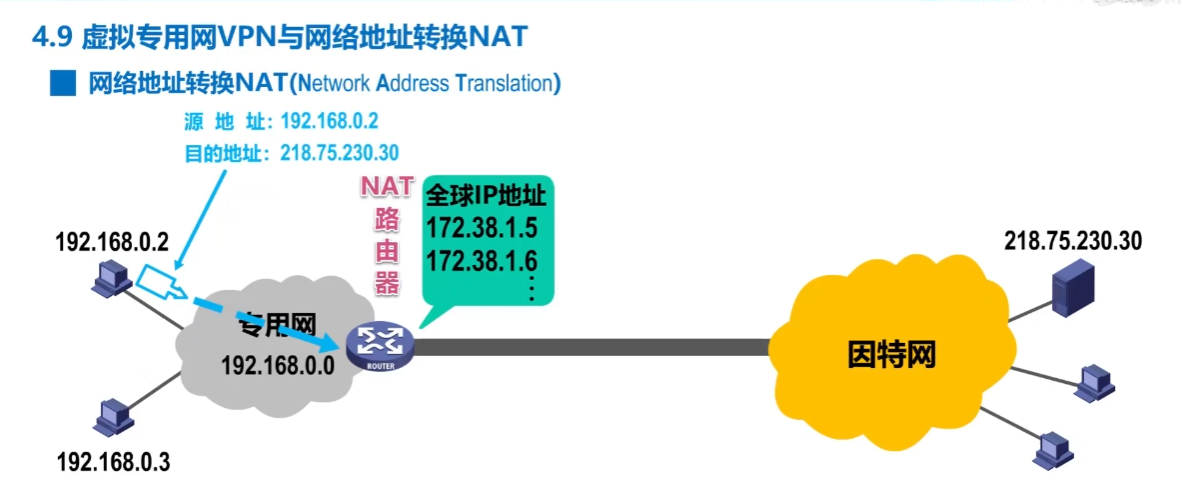 4.9 虚拟专用网VPN与网络地址转换NAT
网络地址转换NAT(Network Address Translation)
源 地 址：192.168.0.2
目的地址：218.75.230.30
NAT
路
由
器
全球IP地址
172.38.1.5
172.38.1.6
⋮
192.168.0.2
218.75.230.30
专用网
192.168.0.0
ROUTER
因特网
192.168.0.3